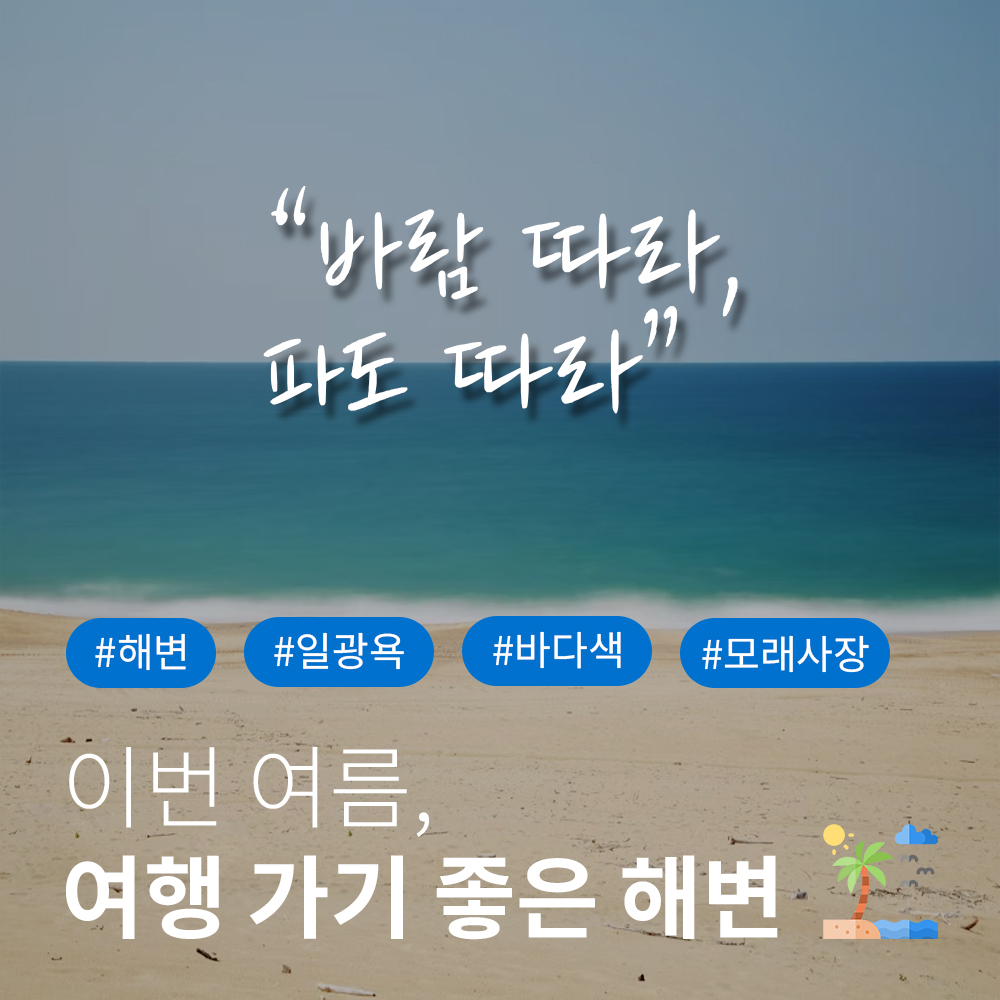 “바람 따라,
파도 따라”
#해변 #일광욕 #바다색 #모래사장
이번 여름,
여행 가기 좋은 해변